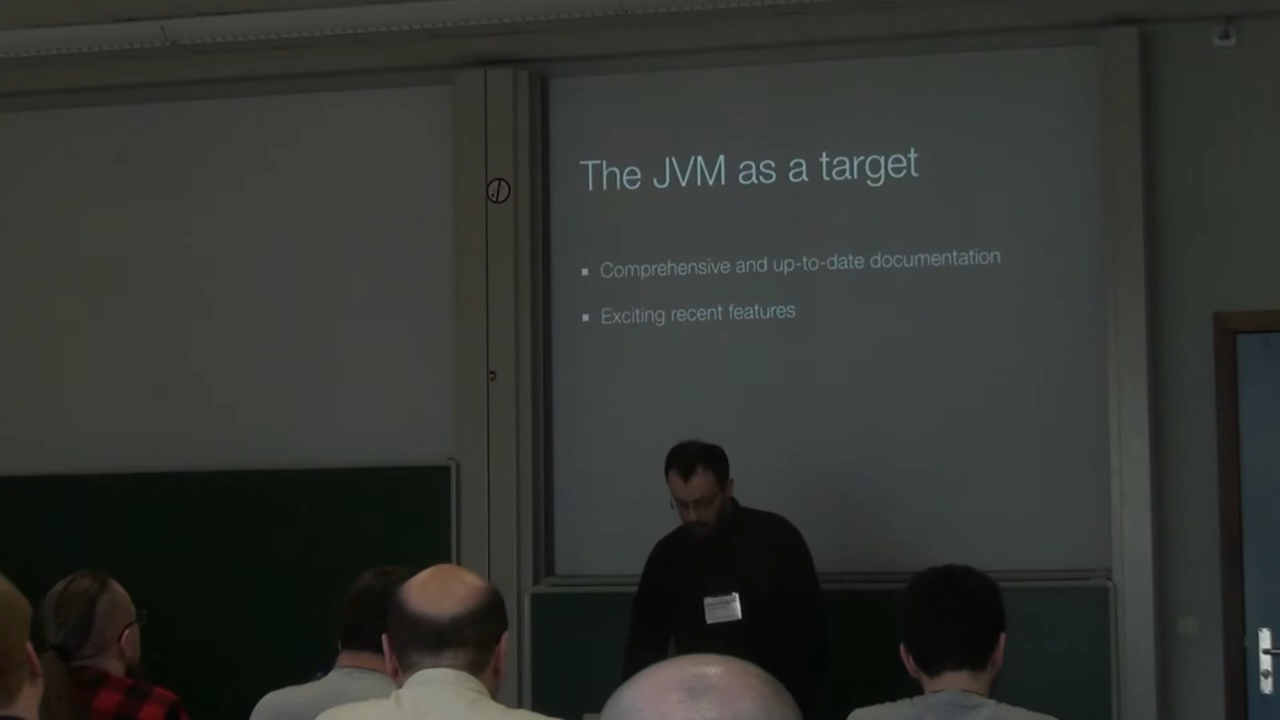 The JVM as a target
▪ Comprehensive and up-to-date documentation
▪ Exciting recent features